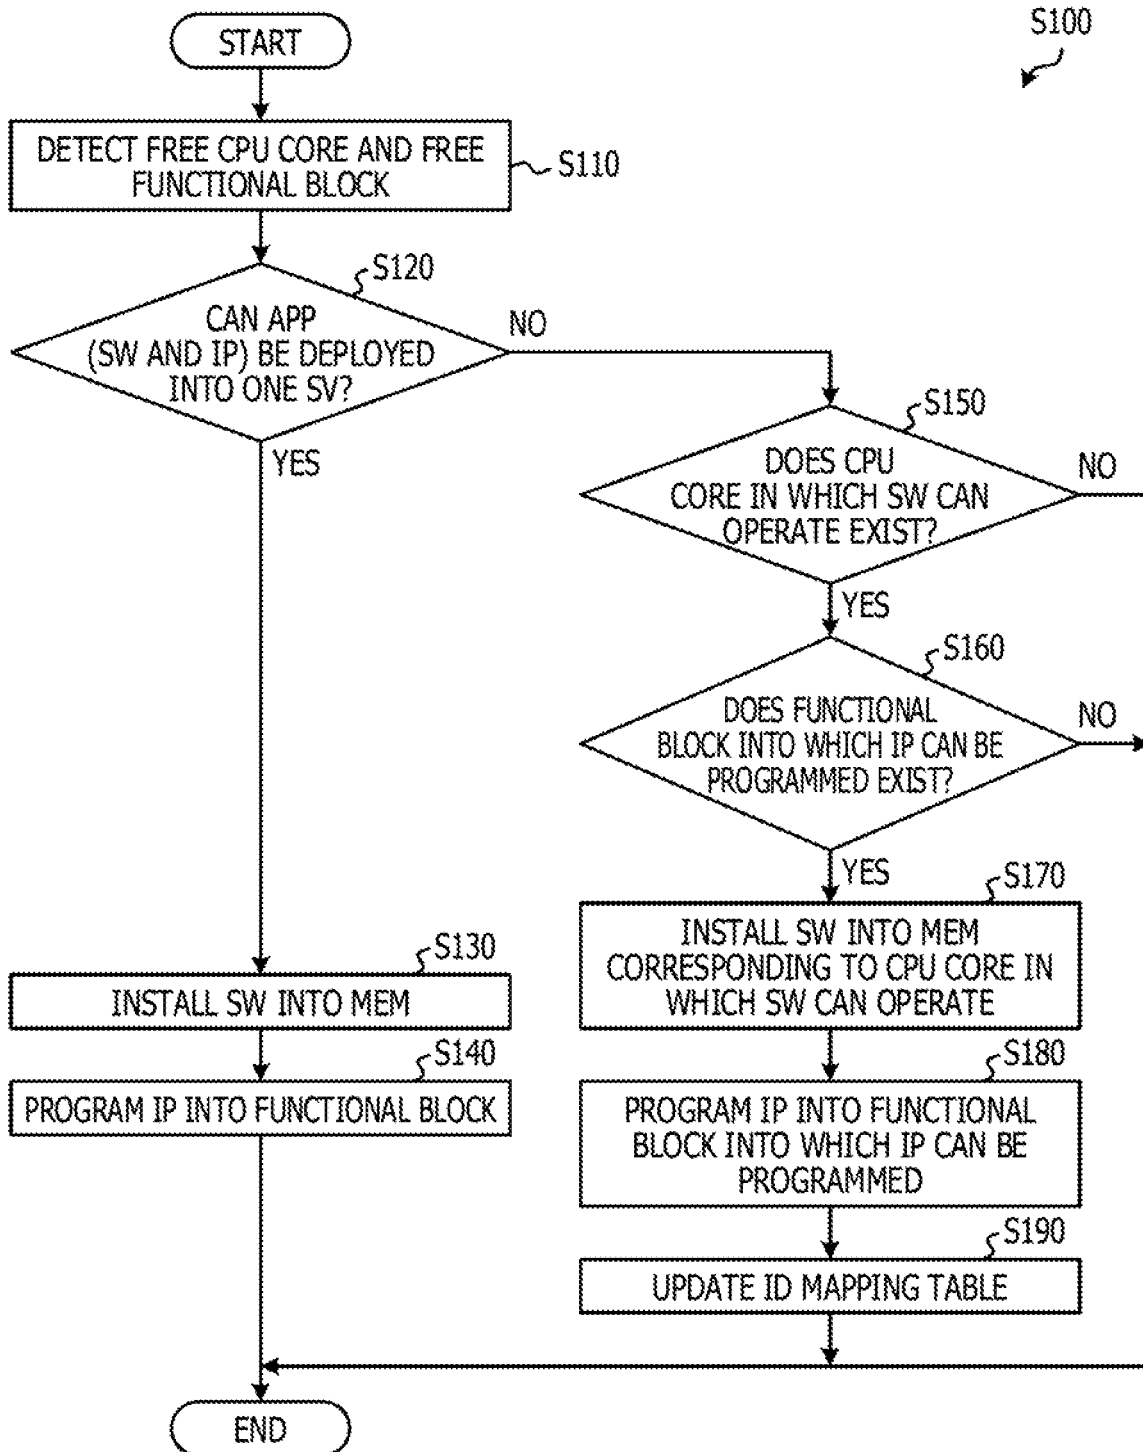 S100
START
DETECT FREE CPU CORE AND FREE
FUNCTIONAL BLOCK
S110
S120
CAN APP
(SW AND IP) BE DEPLOYED
INTO ONE SV?
NO
YES
S150
DOES CPU
CORE IN WHICH SW CAN
OPERATE EXIST?
NO
YES
S160
DOES FUNCTIONAL
BLOCK INTO WHICH IP CAN BE
PROGRAMMED EXIST?
NO
YES
S130
INSTALL SW INTO MEM
S140
PROGRAM IP INTO FUNCTIONAL BLOCK
S170
INSTALL SW INTO MEM
CORRESPONDING TO CPU CORE IN
WHICH SW CAN OPERATE
S180
PROGRAM IP INTO FUNCTIONAL
BLOCK INTO WHICH IP CAN BE
PROGRAMMED
S190
UPDATE ID MAPPING TABLE
END